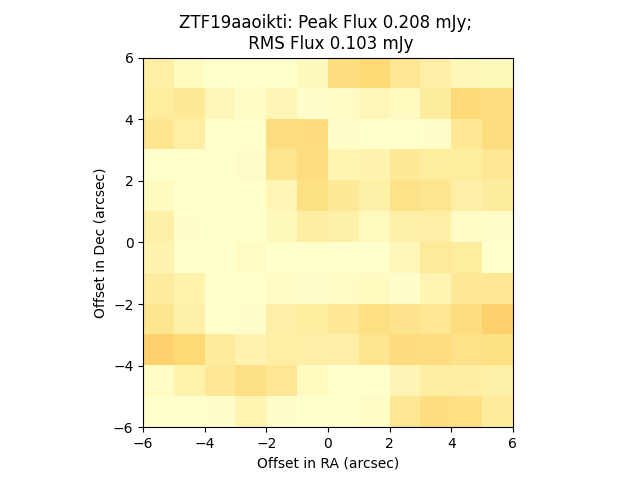 ZTF19aaoikti: Peak Flux 0.208 mJy;
RMS Flux 0.103 mJy
6
4
2
0
−2
−4
−6
Offset in Dec (arcsec)
−6 −4 −2 0 2 4 6
Offset in RA (arcsec)